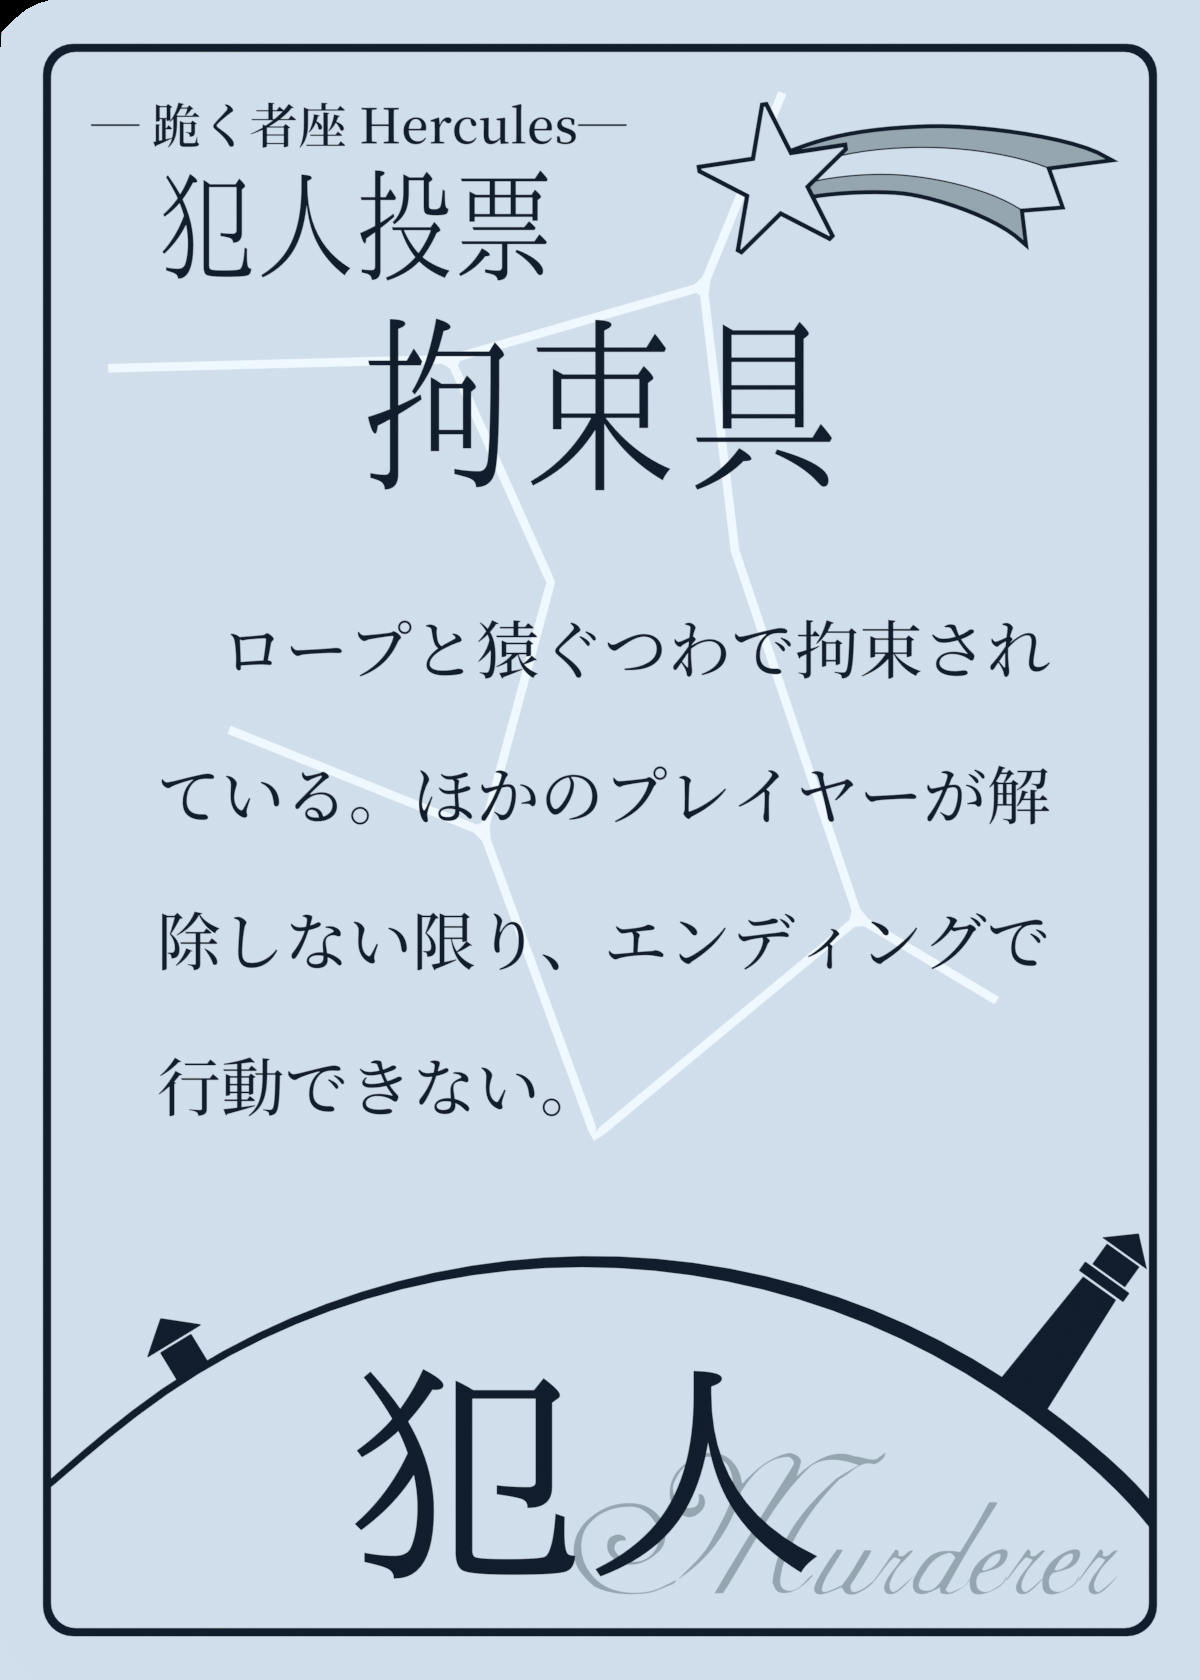 ― 跪く者座 Hercules―
犯人投票
拘束具
ロープと猿ぐつわで拘束され
ている。ほかのプレイヤーが解
除しない限り、エンディングで
行動できない。
犯人
Murderer